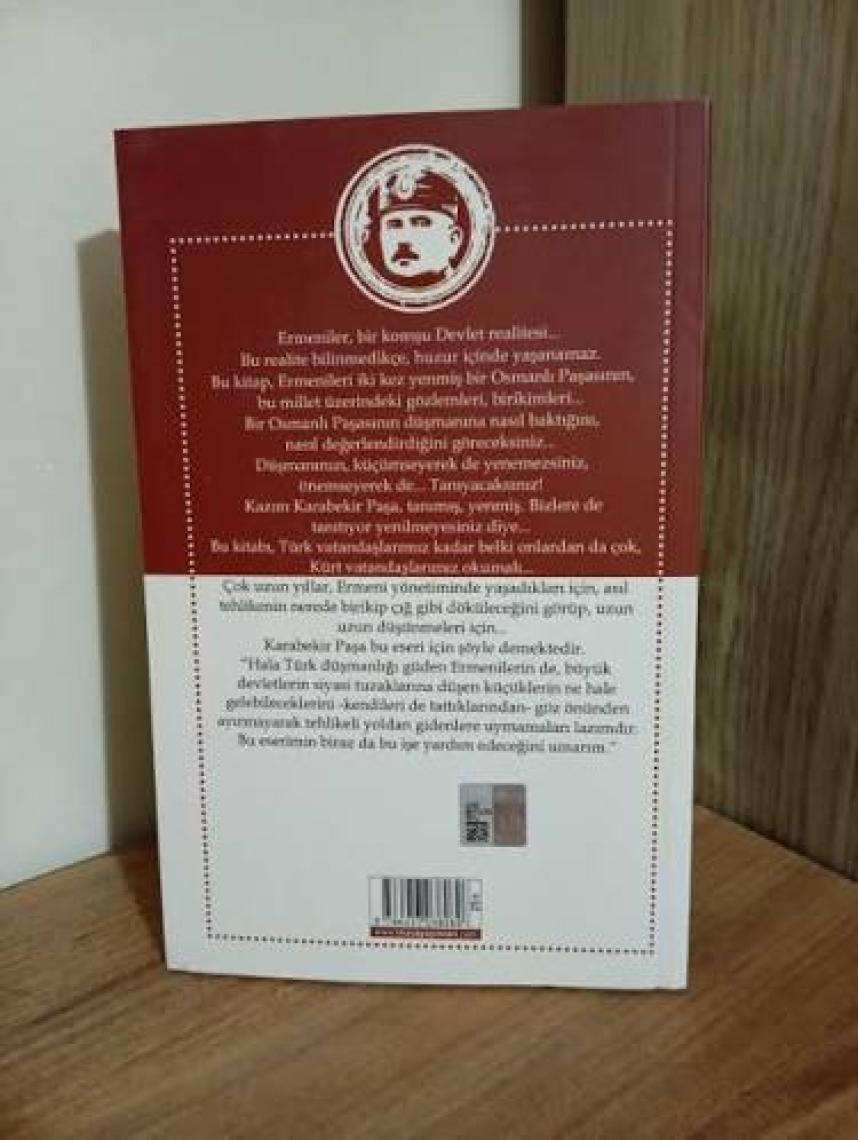 Ermeniler, bir komşu Devlet realitesi...
Bu realite bilinmedikçe, huzur içinde yaşanamaz.
Bu kitap, Ermenileri iki kez yenmiş bir Osmanlı Paşasının,
bu millet üzerindeki gözlemleri, birikimleri...
Bir Osmanlı Paşasının düşmanına nasıl baktığını,
nasıl değerlendirdiğini göreceksiniz...
Düşmanının, küçümseyerek de yenemezsiniz,
önemseyerek de... Tanıyacaksınız!
Kazım Karabekir Paşa, tanımış, yenmiş. Bizlere de
tanıtıyor yenilmeyesiniz diye...
Bu kitabı, Türk vatandaşlarımız kadar belki onlardan da çok,
Kürt vatandaşlarımız okumalı...
Çok uzun yıllar, Ermeni yönetiminde yaşadıkları için, asıl
tehlikenin nerede birikip çığ gibi döküleceğini görüp, uzun
uzun düşünmeleri için...
Karabekir Paşa bu eseri için şöyle demektedir.
"Hala Türk düşmanlığı güden Ermenilerin de, büyük
devletlerin siyasi tuzaklarına düşen küçüklerin ne hale
gelebileceklerini -kendileri de tattıklarından- göz önünden
ayırmayarak tehlikeli yoldan gidenlere uymamaları lazımdır.
Bu eserimin biraz da bu işe yardım edeceğini umarım."